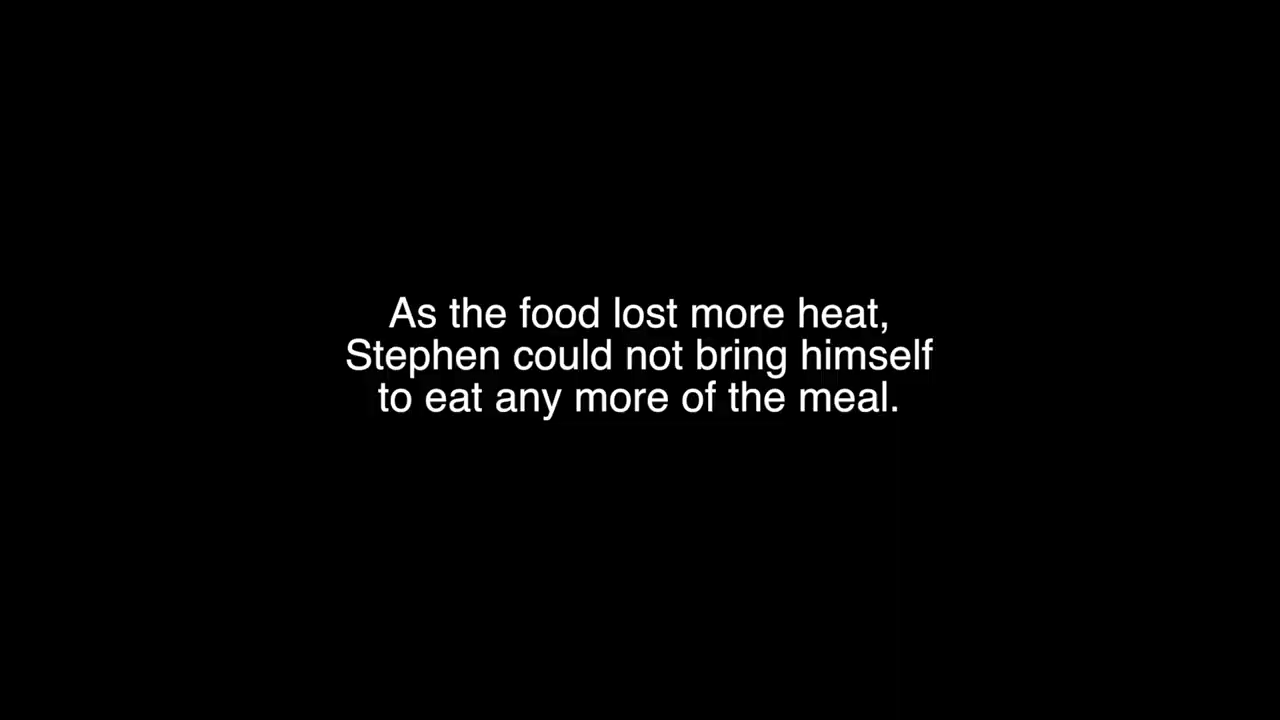 As the food lost more heat,
Stephen could not bring himself
to eat any more of the meal.